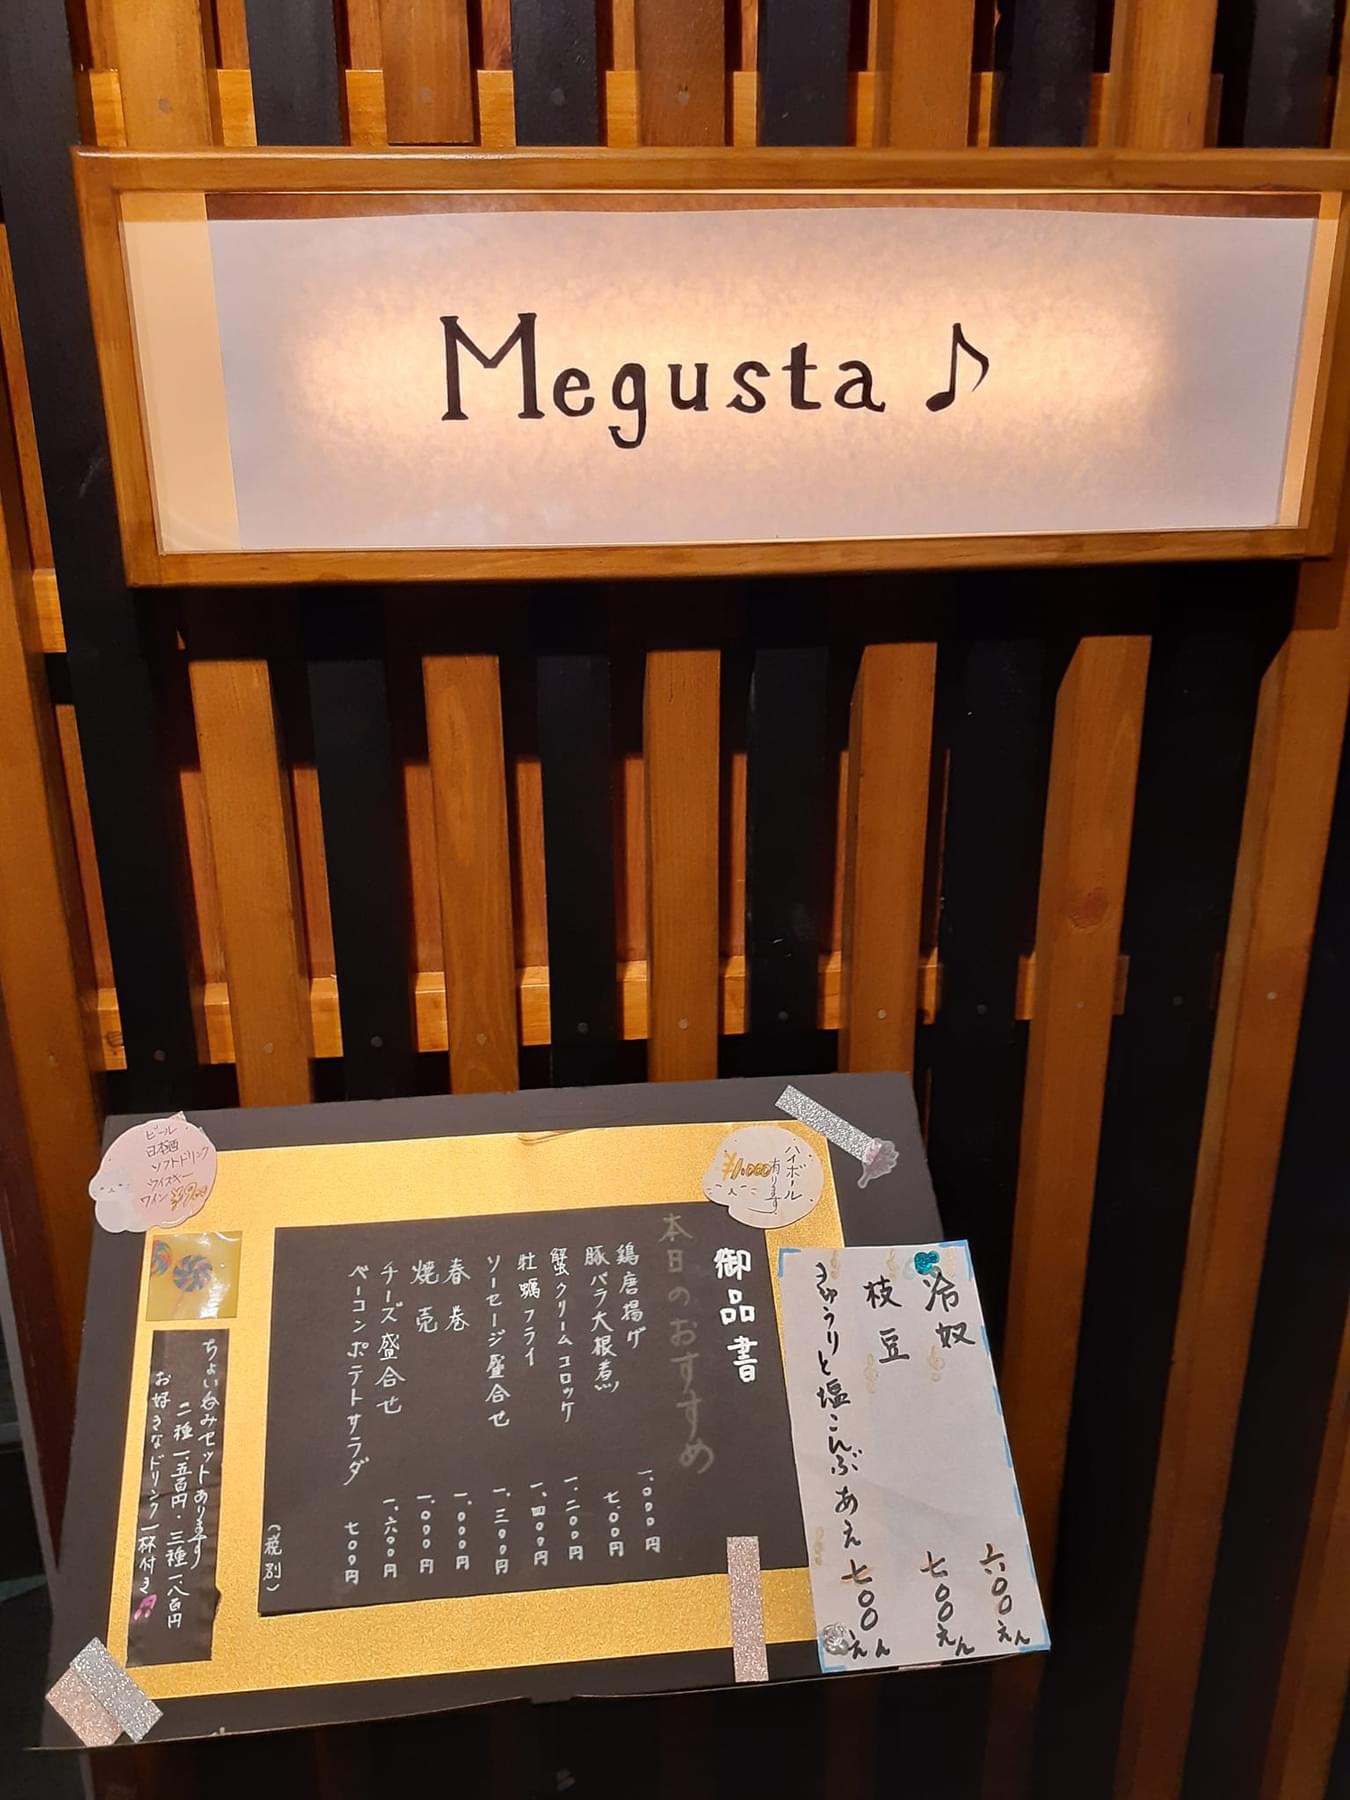 Megusta
ハイボール
有ります
¥1,000
御品書
本日のおすすめ
鶏唐揚げ 一、〇〇〇円
豚バラ大根煮 七〇〇円
蟹クリームコロッケ 一、二〇〇円
牡蠣フライ 一、四〇〇円
ソーセージ盛合せ 一、三〇〇円
春巻 一、〇〇〇円
焼売 一、〇〇〇円
チーズ盛合せ 一、六〇〇円
ベーコンポテトサラダ 七〇〇円
(税別)
冷奴 六〇〇えん
枝豆 七〇〇えん
きゅうりと塩こんぶあえ 七〇〇えん
ビール
日本酒
ソフトドリンク
ウイスキー
ワイン
ちょい呑みセットあります
二種一、五百円・三種一、八百円
お好きなドリンク一杯付き